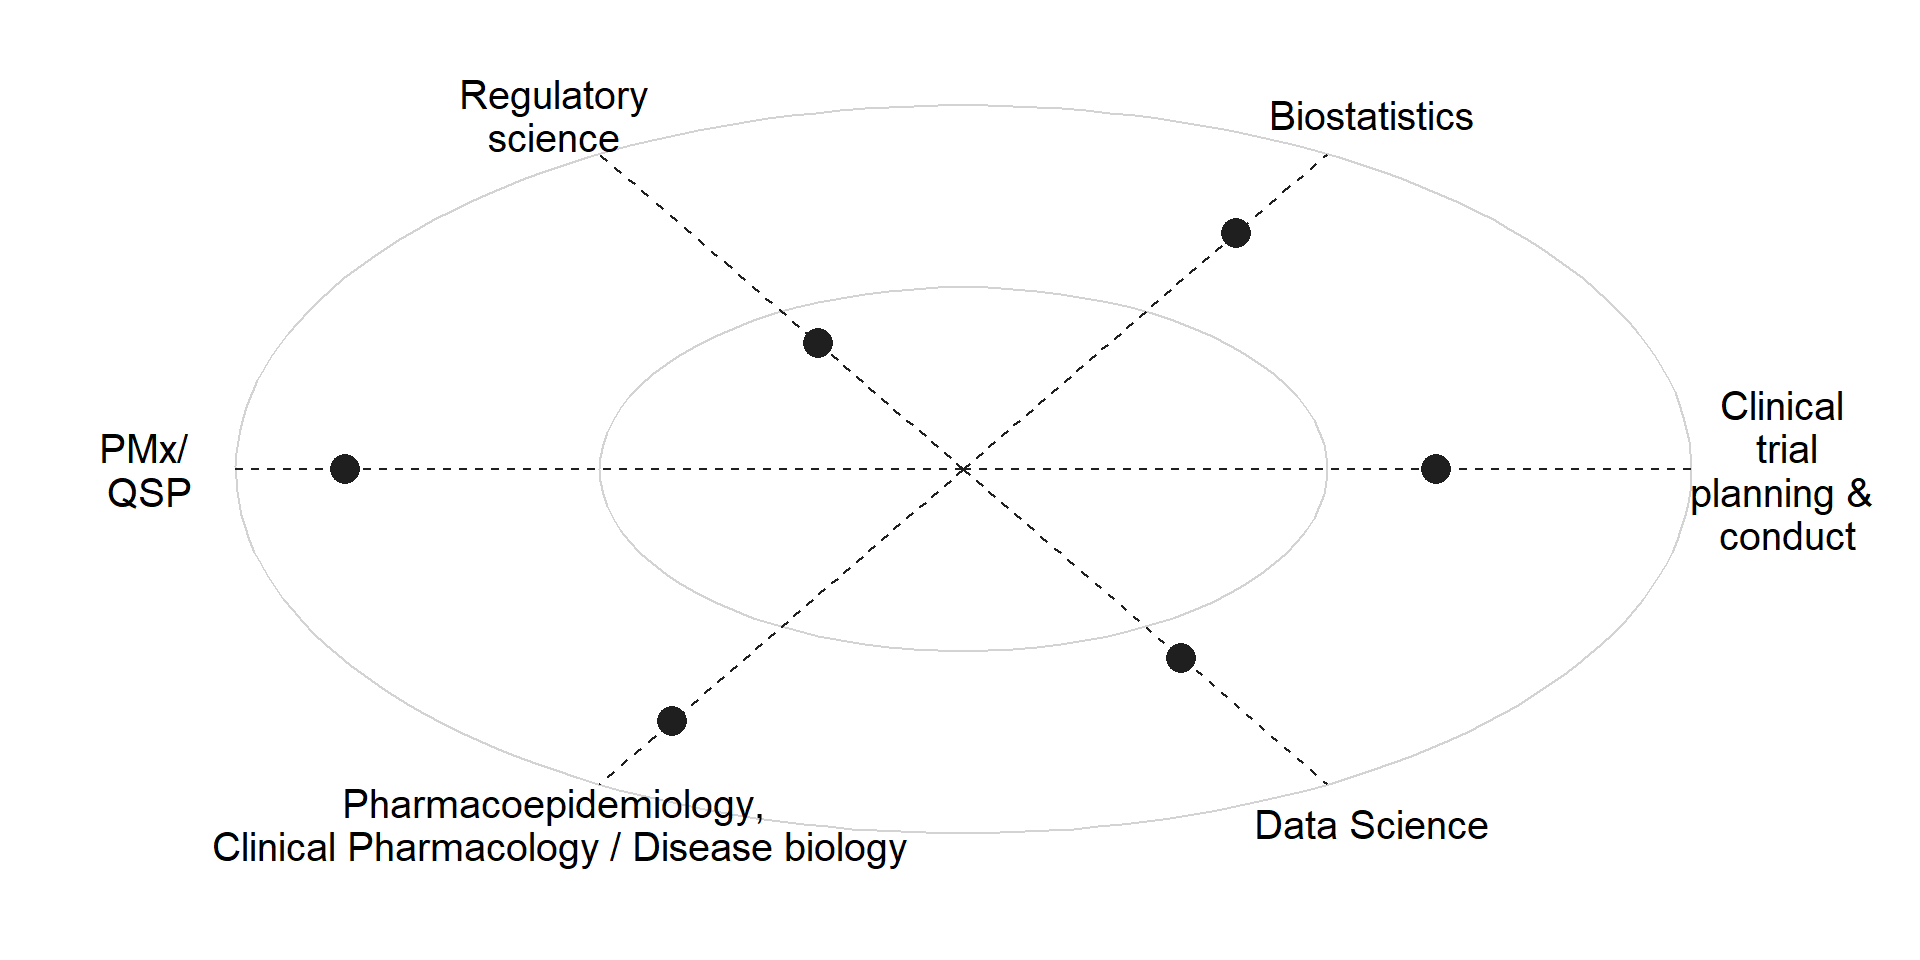 Regulatory
science
Biostatistics
PMx/
QSP
Clinical
trial
planning &
conduct
Pharmacoepidemiology,
Clinical Pharmacology / Disease biology
Data Science